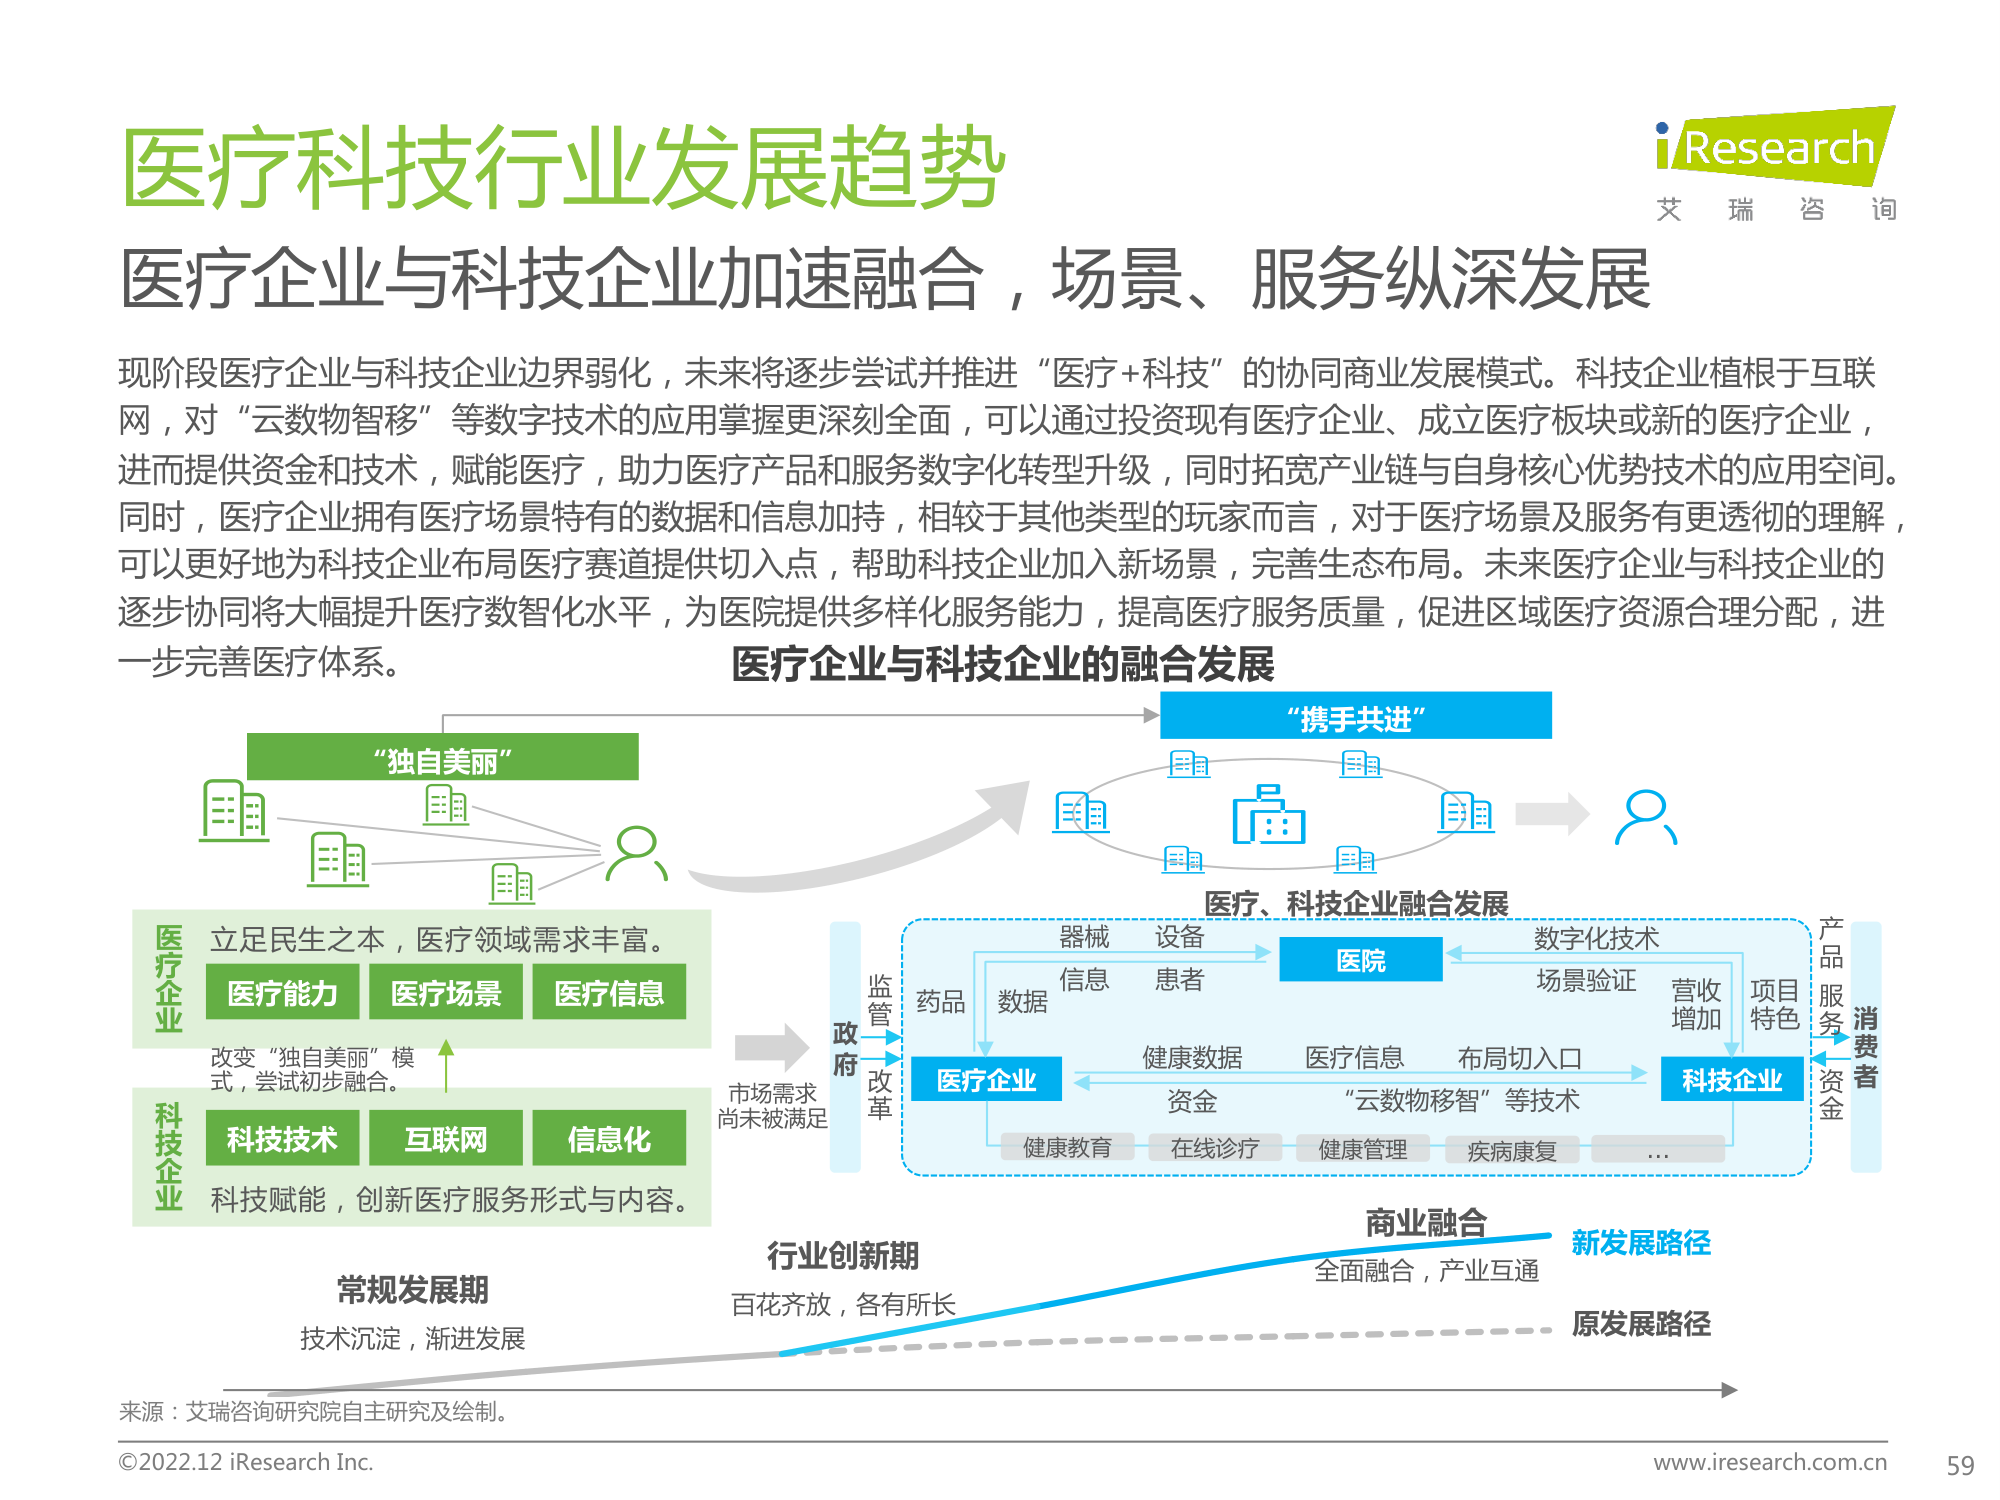 医疗科技行业发展趋势
iResearch
艾瑞咨询
医疗企业与科技企业加速融合，场景、服务纵深发展
现阶段医疗企业与科技企业边界弱化，未来将逐步尝试并推进“医疗+科技”的协同商业发展模式。科技企业植根于互联
网，对“云数物智移”等数字技术的应用掌握更深刻全面，可以通过投资现有医疗企业、成立医疗板块或新的医疗企业，
进而提供资金和技术，赋能医疗，助力医疗产品和服务数字化转型升级，同时拓宽产业链与自身核心优势技术的应用空间。
同时，医疗企业拥有医疗场景特有的数据和信息加持，相较于其他类型的玩家而言，对于医疗场景及服务有更透彻的理解，
可以更好地为科技企业布局医疗赛道提供切入点，帮助科技企业加入新场景，完善生态布局。未来医疗企业与科技企业的
逐步协同将大幅提升医疗数智化水平，为医院提供多样化服务能力，提高医疗服务质量，促进区域医疗资源合理分配，进
一步完善医疗体系。
医疗企业与科技企业的融合发展
“独自美丽”
“携手共进”
医疗企业
立足民生之本，医疗领域需求丰富。
医疗能力
医疗场景
医疗信息
改变“独自美丽”模
式，尝试初步融合。
科技企业
科技技术
互联网
信息化
科技赋能，创新医疗服务形式与内容。
市场需求
尚未被满足
政府
监管
改革
医疗、科技企业融合发展
器械
设备
信息
患者
药品
数据
医院
数字化技术
场景验证
营收
增加
项目
特色
医疗企业
健康数据
医疗信息
布局切入口
资金
“云数物移智”等技术
科技企业
健康教育
在线诊疗
健康管理
疾病康复
...
产品
服务
资金
消费者
常规发展期
技术沉淀，渐进发展
行业创新期
百花齐放，各有所长
商业融合
全面融合，产业互通
新发展路径
原发展路径
来源：艾瑞咨询研究院自主研究及绘制。
©2022.12 iResearch Inc.
www.iresearch.com.cn
59